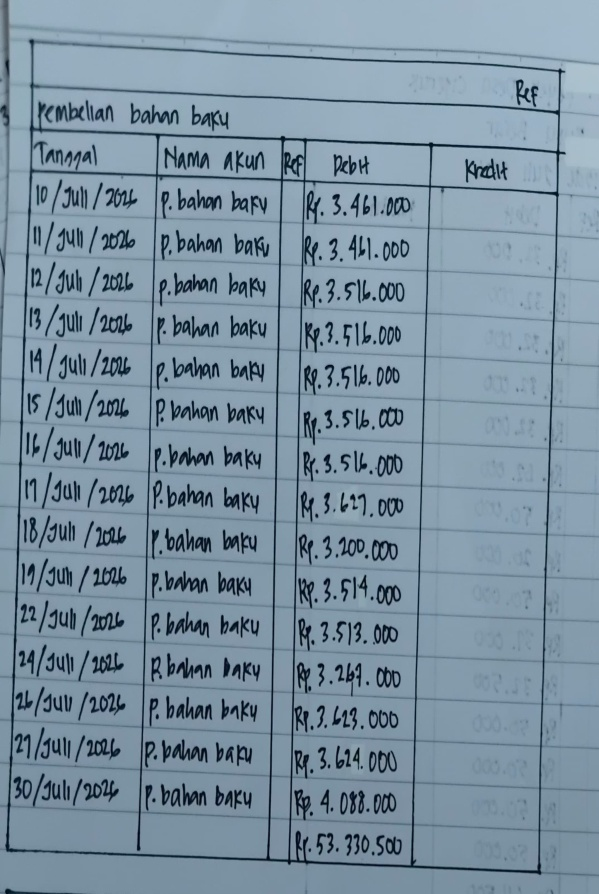 Ref
Pembelian bahan baku
Tanggal Nama akun Ref Debit Kredit
10/Juli/2026 P. bahan baku Rp. 3.461.000
11/Juli/2026 P. bahan baku Rp. 3.461.000
12/Juli/2026 P. bahan baku Rp. 3.516.000
13/Juli/2026 P. bahan baku Rp. 3.516.000
14/Juli/2026 P. bahan baku Rp. 3.516.000
15/Juli/2026 P. bahan baku Rp. 3.516.000
16/Juli/2026 P. bahan baku Rp. 3.516.000
17/Juli/2026 P. bahan baku Rp. 3.627.000
18/Juli/2026 P. bahan baku Rp. 3.200.000
19/Juli/2026 P. bahan baku Rp. 3.514.000
22/Juli/2026 P. bahan baku Rp. 3.513.000
24/Juli/2026 P. bahan baku Rp. 3.267.000
26/Juli/2026 P. bahan baku Rp. 3.623.000
27/Juli/2026 P. bahan baku Rp. 3.624.000
30/Juli/2026 P. bahan baku Rp. 4.088.000
Rp. 53.330.500